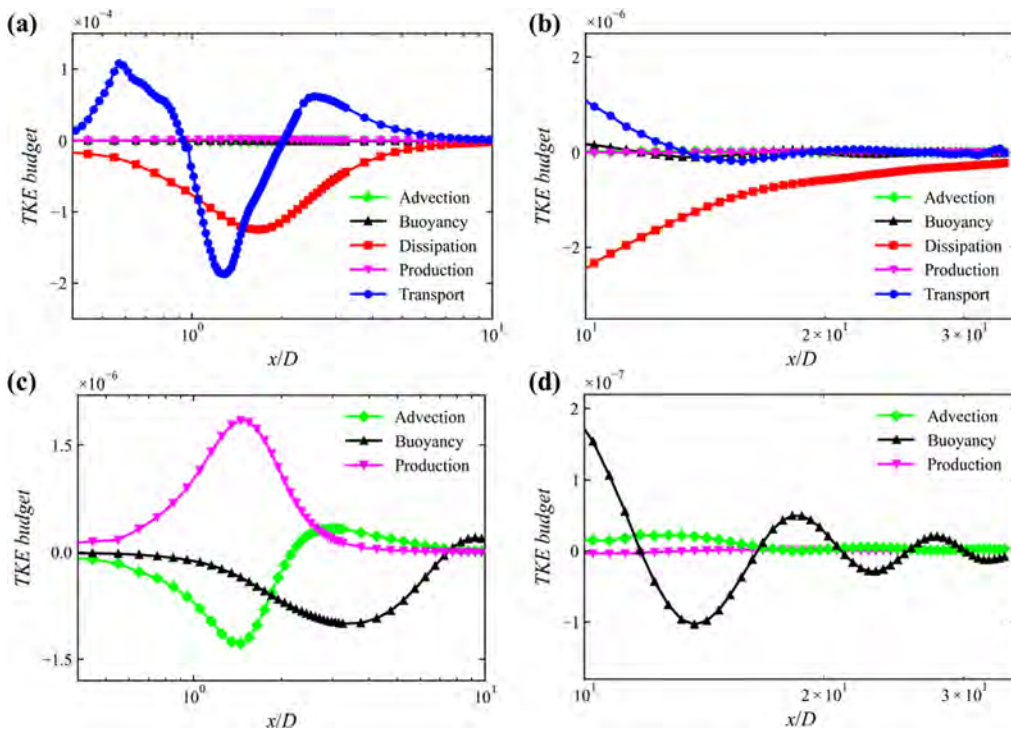 (a)
×10⁻⁴
TKE budget
1
0
−1
−2
Advection
Buoyancy
Dissipation
Production
Transport
10⁰
10¹
x/D
(b)
×10⁻⁶
TKE budget
2
0
−2
Advection
Buoyancy
Dissipation
Production
Transport
10¹
2×10¹
3×10¹
x/D
(c)
×10⁻⁶
TKE budget
1.5
0.0
−1.5
Advection
Buoyancy
Production
10⁰
10¹
x/D
(d)
×10⁻⁷
TKE budget
2
1
0
−1
Advection
Buoyancy
Production
10¹
2×10¹
3×10¹
x/D